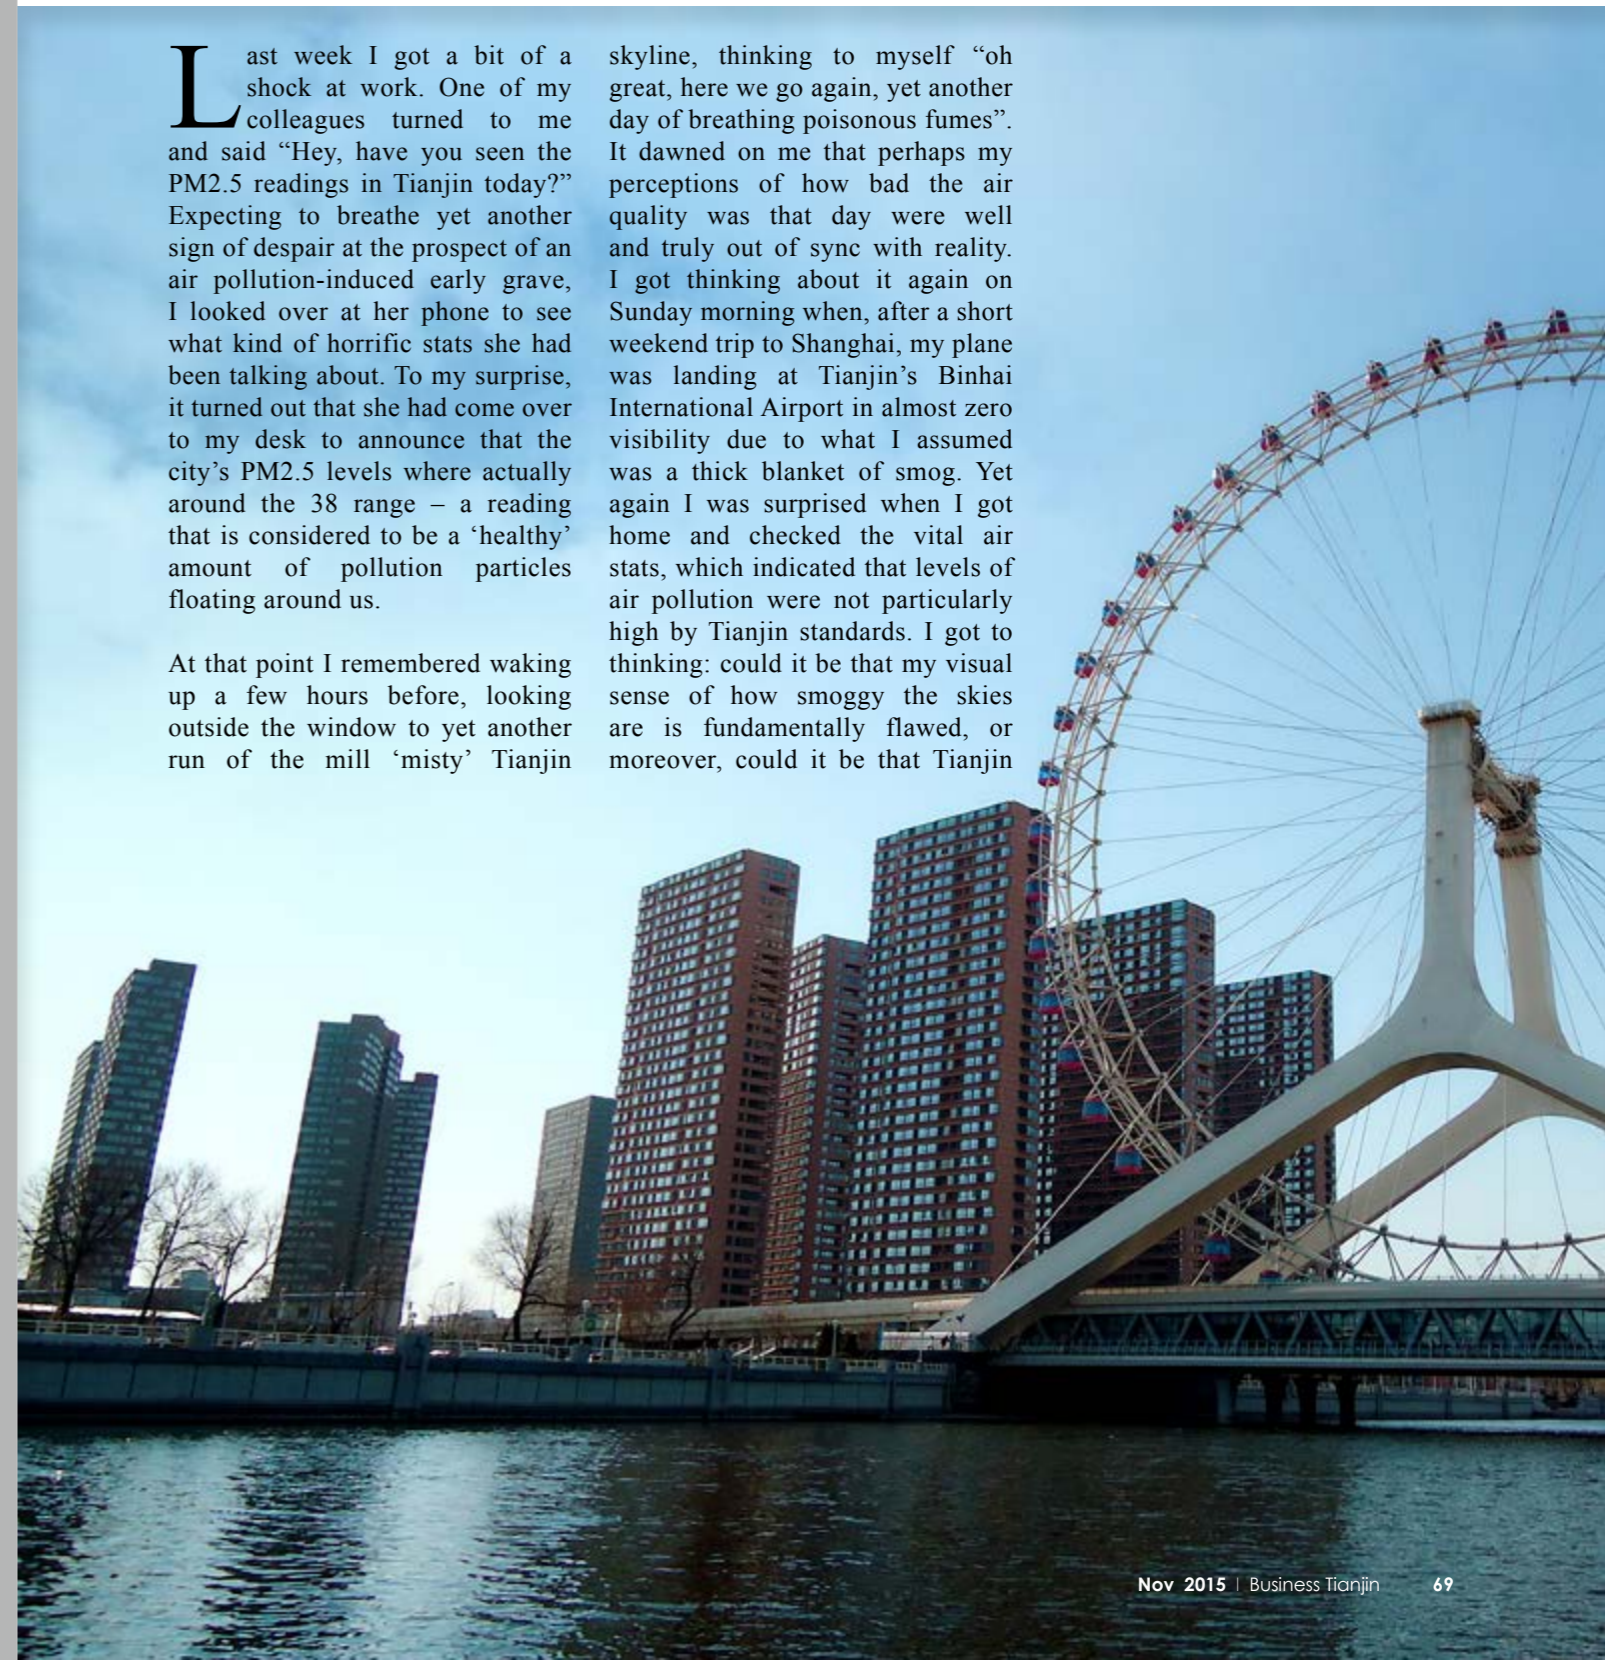 Last week I got a bit of a
shock at work. One of my
colleagues turned to me
and said “Hey, have you seen the
PM2.5 readings in Tianjin today?”
Expecting to breathe yet another
sign of despair at the prospect of an
air pollution-induced early grave,
I looked over at her phone to see
what kind of horrific stats she had
been talking about. To my surprise,
it turned out that she had come over
to my desk to announce that the
city’s PM2.5 levels where actually
around the 38 range – a reading
that is considered to be a ‘healthy’
amount of pollution particles
floating around us.
At that point I remembered waking
up a few hours before, looking
outside the window to yet another
run of the mill ‘misty’ Tianjin
skyline, thinking to myself “oh
great, here we go again, yet another
day of breathing poisonous fumes”.
It dawned on me that perhaps my
perceptions of how bad the air
quality was that day were well
and truly out of sync with reality.
I got thinking about it again on
Sunday morning when, after a short
weekend trip to Shanghai, my plane
was landing at Tianjin’s Binhai
International Airport in almost zero
visibility due to what I assumed
was a thick blanket of smog. Yet
again I was surprised when I got
home and checked the vital air
stats, which indicated that levels of
air pollution were not particularly
high by Tianjin standards. I got to
thinking: could it be that my visual
sense of how smoggy the skies
are is fundamentally flawed, or
moreover, could it be that Tianjin
Nov 2015 | Business Tianjin 69